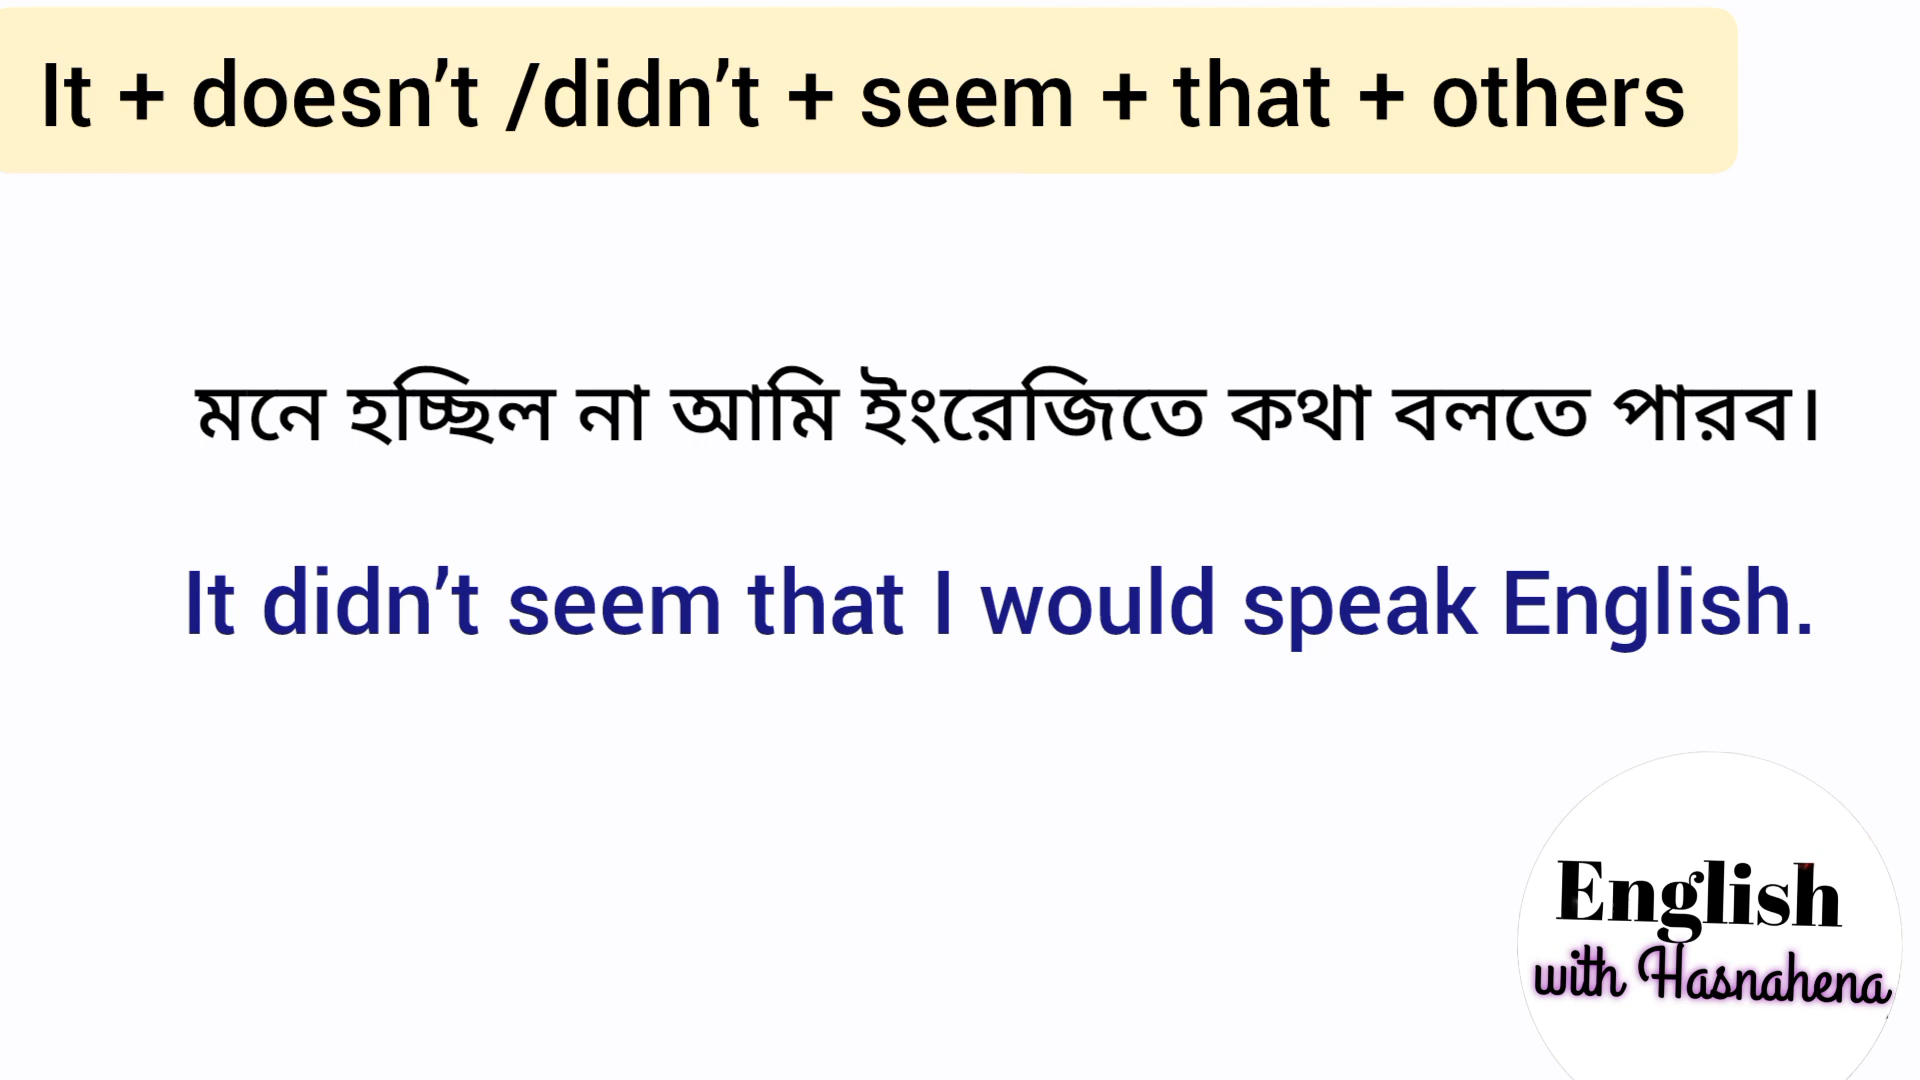 It + doesn’t /didn’t + seem + that + others
মনে হচ্ছিল না আমি ইংরেজিতে কথা বলতে পারব।
It didn’t seem that I would speak English.
English
with Hasnahena